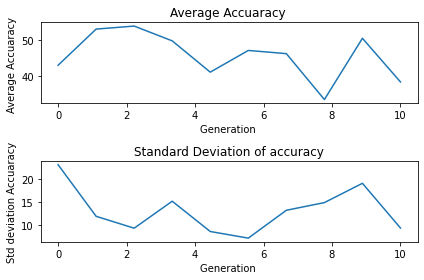 Average Accuaracy
Average Accuaracy
50
40
0
2
4
6
8
10
Generation
Standard Deviation of accuracy
Std deviation Accuaracy
20
15
10
0
2
4
6
8
10
Generation